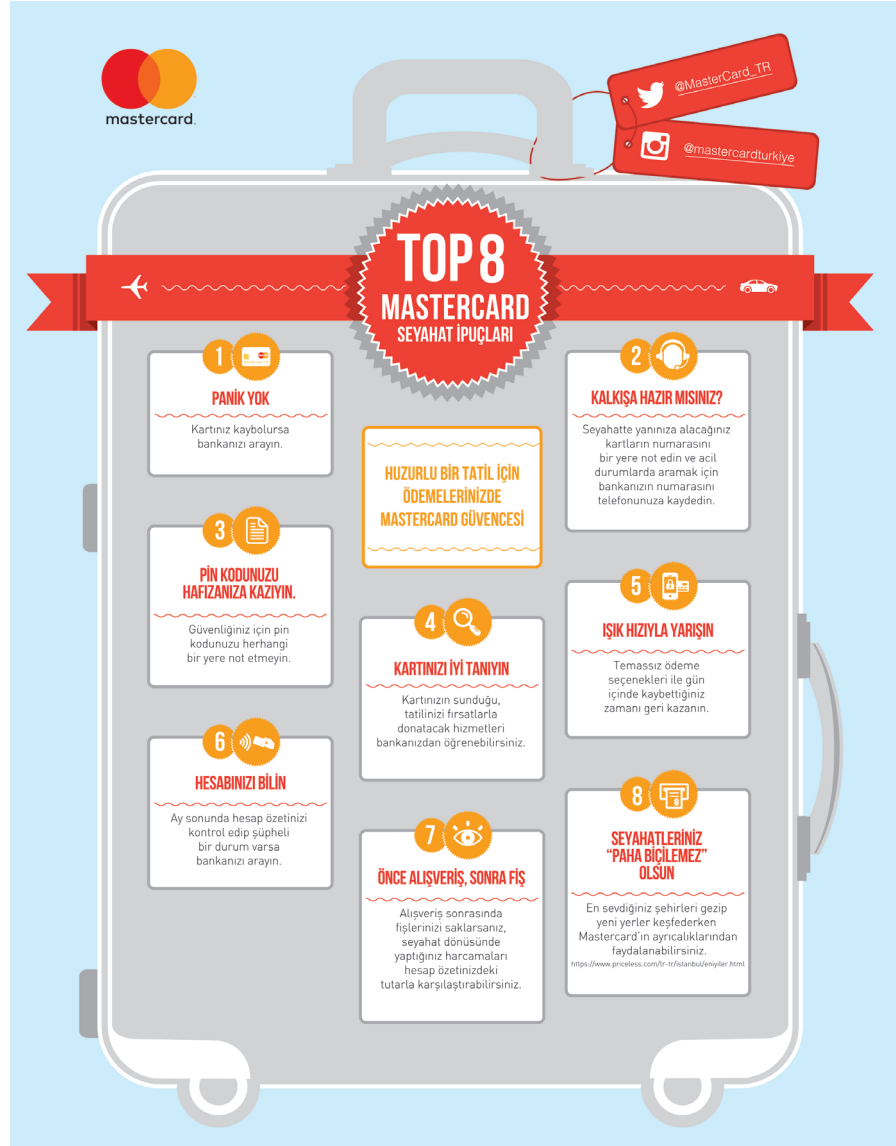 mastercard.
@MasterCard_TR
@mastercardturkiye
TOP 8
MASTERCARD
SEYAHAT İPUÇLARI
1
PANİK YOK
Kartınız kaybolursa
bankanızı arayın.
2
KALKIŞA HAZIR MISINIZ?
Seyahatte yanınıza alacağınız
kartların numarasını
bir yere not edin ve acil
durumlarda aramak için
bankanızın numarasını
telefonunuza kaydedin.
HUZURLU BİR TATİL İÇİN
ÖDEMELERİNİZDE
MASTERCARD GÜVENCESİ
3
PİN KODUNUZU
HAFIZANIZA KAZIYIN.
Güvenliğiniz için pin
kodunuzu herhangi
bir yere not etmeyin.
4
KARTINIZI İYİ TANIYIN
Kartınızın sunduğu,
tatilinizi fırsatlarla
donatacak hizmetleri
bankanızdan öğrenebilirsiniz.
5
IŞIK HIZIYLA YARIŞIN
Temassız ödeme
seçenekleri ile gün
içinde kaybettiğiniz
zamanı geri kazanın.
6
HESABINIZI BİLİN
Ay sonunda hesap özetinizi
kontrol edip şüpheli
bir durum varsa
bankanızı arayın.
7
ÖNCE ALIŞVERİŞ, SONRA FİŞ
Alışveriş sonrasında
fişlerinizi saklarsanız,
seyahat dönüsünde
yaptığınız harcamaları
hesap özetinizdeki
tutarla karşılaştırabilirsiniz.
8
SEYAHATLERİNİZ
"PAHA BİÇİLEMEZ"
OLSUN
En sevdiğiniz şehirleri gezip
yeni yerler keşfederken
Mastercard'ın ayrıcalıklarından
faydalanabilirsiniz.
https://www.priceless.com/tr-tr/istanbul/eniyiler.html